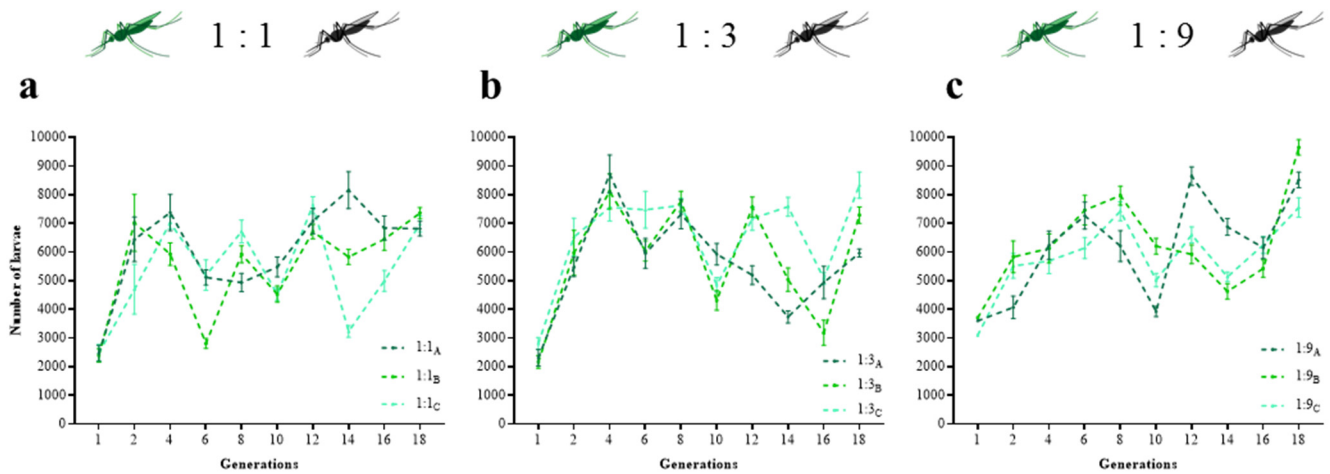 1 : 1
1 : 3
1 : 9
a
b
c
Number of larvae
10000
9000
8000
7000
6000
5000
4000
3000
2000
1000
0
1 2 4 6 8 10 12 14 16 18
Generations
1:1A
1:1B
1:1C
10000
9000
8000
7000
6000
5000
4000
3000
2000
1000
0
1 2 4 6 8 10 12 14 16 18
Generations
1:3A
1:3B
1:3C
10000
9000
8000
7000
6000
5000
4000
3000
2000
1000
0
1 2 4 6 8 10 12 14 16 18
Generations
1:9A
1:9B
1:9C